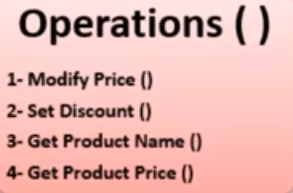 Operations ( )
1- Modify Price ()
2- Set Discount ()
3- Get Product Name ()
4- Get Product Price ()